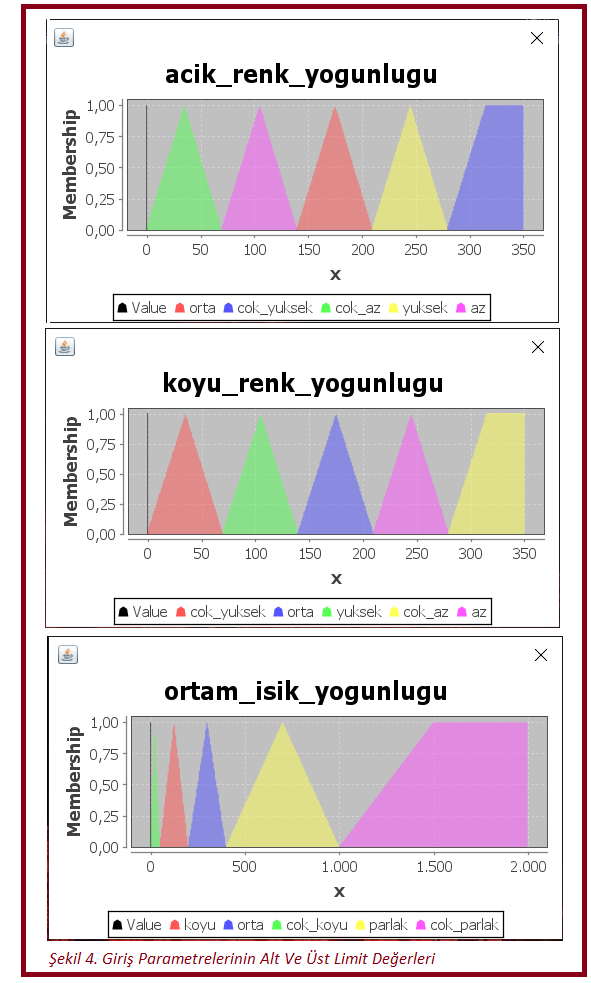 acik_renk_yogunlugu
Membership
1,00
0,75
0,50
0,25
0,00
0 50 100 150 200 250 300 350
x
Value orta cok_yuksek cok_az yuksek az
koyu_renk_yogunlugu
Membership
1,00
0,75
0,50
0,25
0,00
0 50 100 150 200 250 300 350
x
Value cok_yuksek orta yuksek cok_az az
ortam_isik_yogunlugu
Membership
1,00
0,75
0,50
0,25
0,00
0 500 1.000 1.500 2.000
x
Value koyu orta cok_koyu parlak cok_parlak
Şekil 4. Giriş Parametrelerinin Alt Ve Üst Limit Değerleri